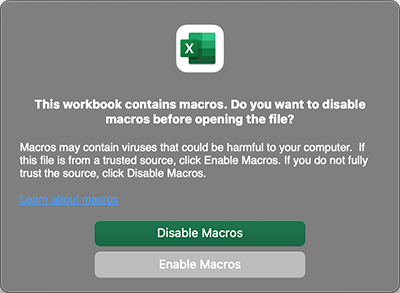 This workbook contains macros. Do you want to disable
macros before opening the file?
Macros may contain viruses that could be harmful to your computer.  If
this file is from a trusted source, click Enable Macros. If you do not fully
trust the source, click Disable Macros.
Learn about macros
Disable Macros
Enable Macros